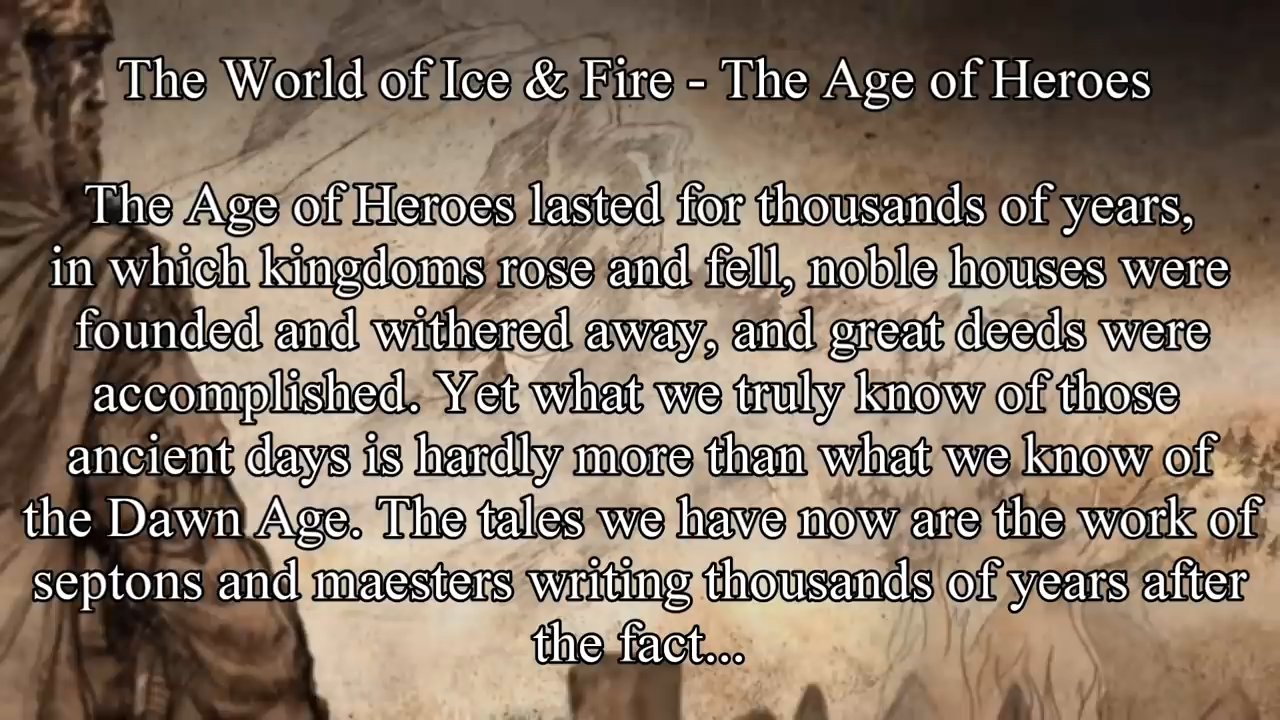 The World of Ice & Fire - The Age of Heroes
The Age of Heroes lasted for thousands of years,
in which kingdoms rose and fell, noble houses were
founded and withered away, and great deeds were
accomplished. Yet what we truly know of those
ancient days is hardly more than what we know of
the Dawn Age. The tales we have now are the work of
septons and maesters writing thousands of years after
the fact...